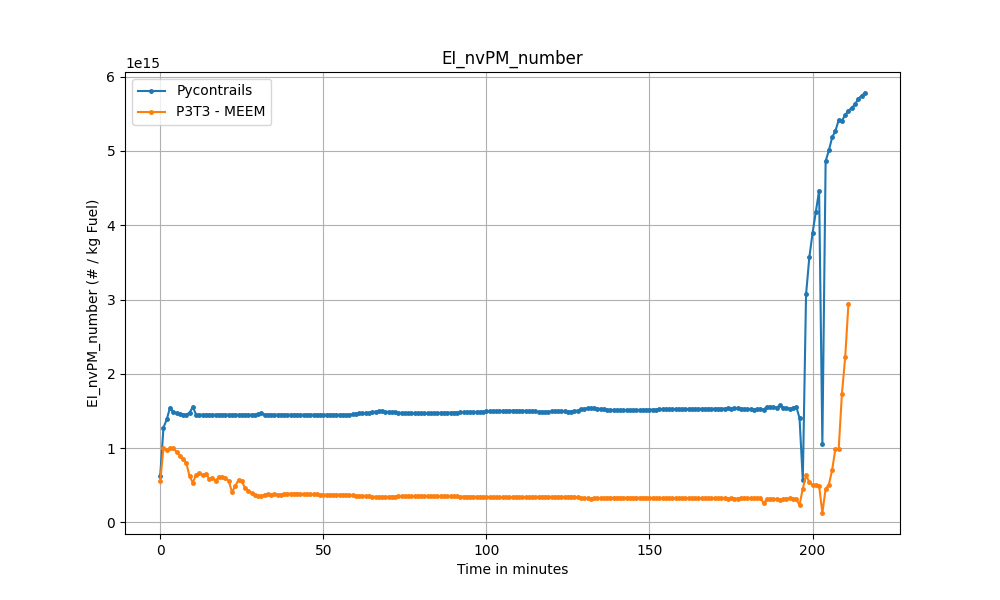 EI_nvPM_number
1e15
Pycontrails
P3T3 - MEEM
EI_nvPM_number (# / kg Fuel)
6
5
4
3
2
1
0
0 50 100 150 200
Time in minutes